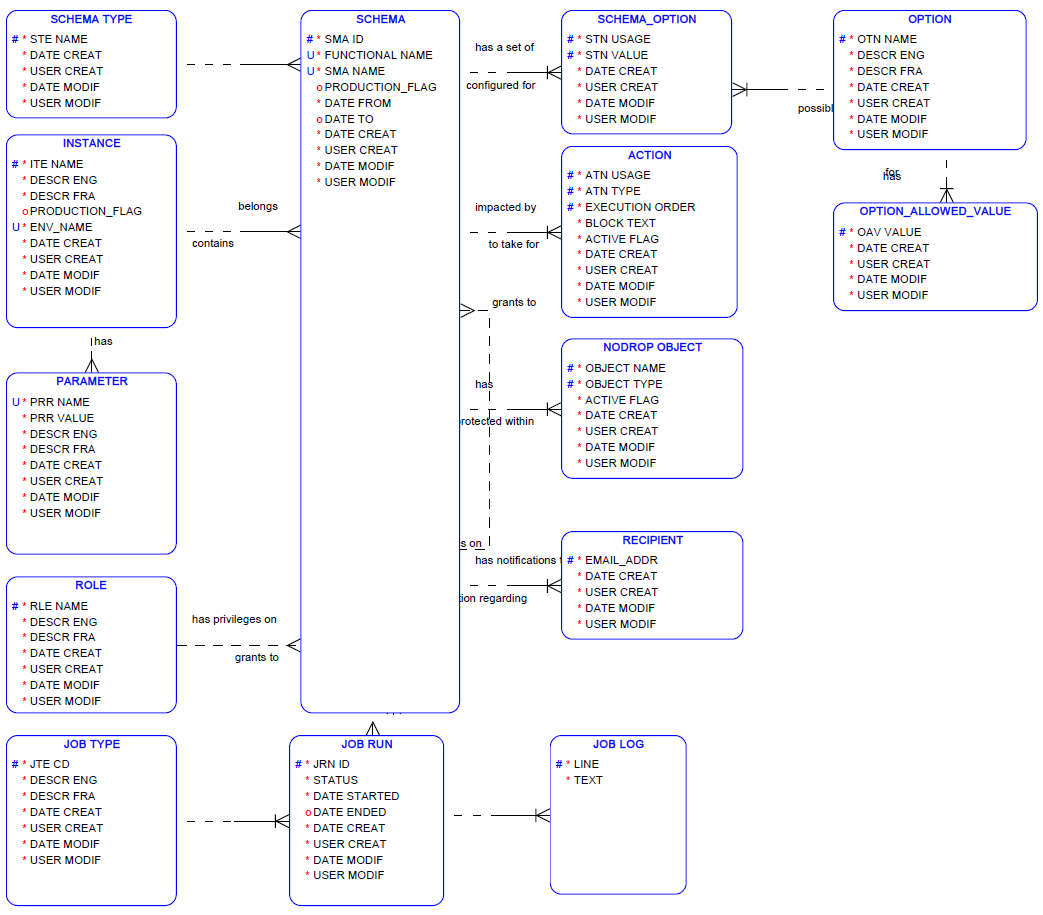 SCHEMA TYPE
# * STE NAME
* DATE CREAT
* USER CREAT
* DATE MODIF
* USER MODIF
INSTANCE
# * ITE NAME
* DESCR ENG
* DESCR FRA
o PRODUCTION_FLAG
U * ENV_NAME
* DATE CREAT
* USER CREAT
* DATE MODIF
* USER MODIF
has
PARAMETER
U * PRR NAME
* PRR VALUE
* DESCR ENG
* DESCR FRA
* DATE CREAT
* USER CREAT
* DATE MODIF
* USER MODIF
ROLE
# * RLE NAME
* DESCR ENG
* DESCR FRA
* DATE CREAT
* USER CREAT
* DATE MODIF
* USER MODIF
JOB TYPE
# * JTE CD
* DESCR ENG
* DESCR FRA
* DATE CREAT
* USER CREAT
* DATE MODIF
* USER MODIF
belongs
contains
has privileges on
grants to
SCHEMA
# * SMA ID
U * FUNCTIONAL NAME
U * SMA NAME
o PRODUCTION_FLAG
* DATE FROM
o DATE TO
* DATE CREAT
* USER CREAT
* DATE MODIF
* USER MODIF
JOB RUN
# * JRN ID
* STATUS
* DATE STARTED
o DATE ENDED
* DATE CREAT
* USER CREAT
* DATE MODIF
* USER MODIF
has a set of
configured for
impacted by
to take for
grants to
has
protected within
s on
has notifications
tion regarding
SCHEMA_OPTION
# * STN USAGE
# * STN VALUE
* DATE CREAT
* USER CREAT
* DATE MODIF
* USER MODIF
ACTION
# * ATN USAGE
# * ATN TYPE
# * EXECUTION ORDER
* BLOCK TEXT
* ACTIVE FLAG
* DATE CREAT
* USER CREAT
* DATE MODIF
* USER MODIF
NODROP OBJECT
# * OBJECT NAME
# * OBJECT TYPE
* ACTIVE FLAG
* DATE CREAT
* USER CREAT
* DATE MODIF
* USER MODIF
RECIPIENT
# * EMAIL_ADDR
* DATE CREAT
* USER CREAT
* DATE MODIF
* USER MODIF
JOB LOG
# * LINE
* TEXT
possibl
OPTION
# * OTN NAME
* DESCR ENG
* DESCR FRA
* DATE CREAT
* USER CREAT
* DATE MODIF
* USER MODIF
for
has
OPTION_ALLOWED_VALUE
# * OAV VALUE
* DATE CREAT
* USER CREAT
* DATE MODIF
* USER MODIF